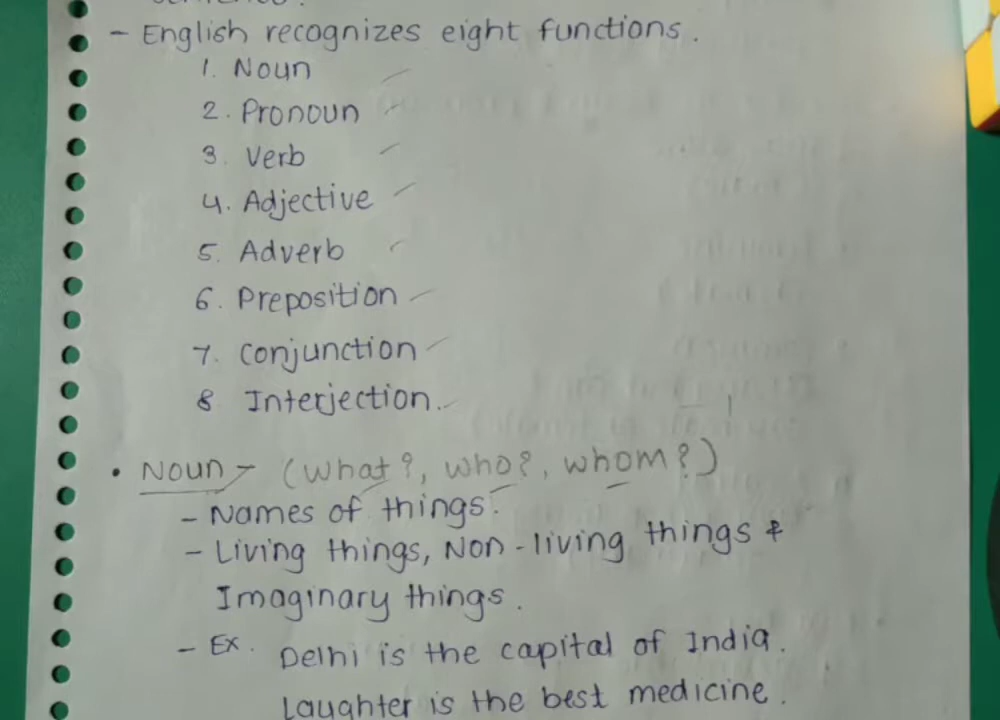 - English recognizes eight functions.
1. Noun
2. Pronoun
3. Verb
4. Adjective
5. Adverb
6. Preposition
7. Conjunction
8 Interjection.
• Noun - (What?, who?, whom?)
- Names of things.
- Living things, Non-living things &
Imaginary things.
- Ex. Delhi is the capital of India.
Laughter is the best medicine.